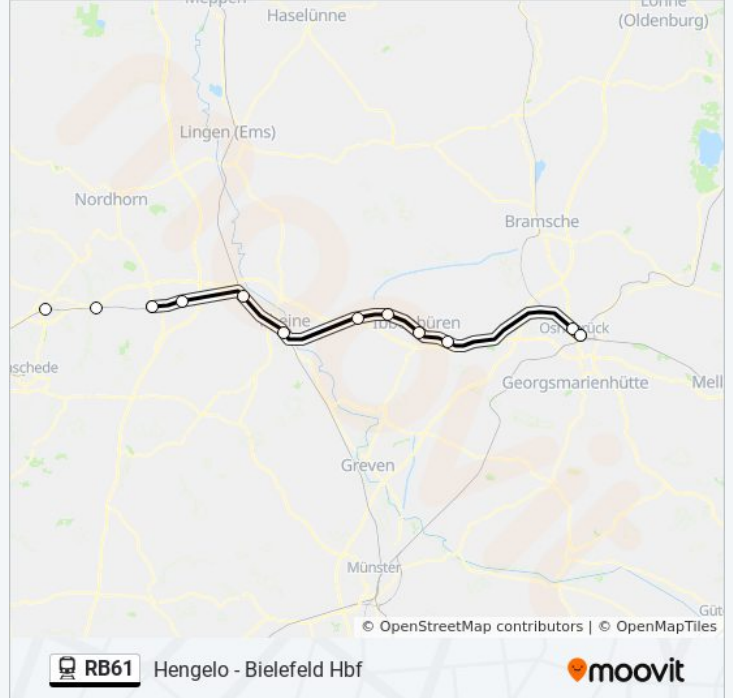 Meppen
Haselünne
Lohne
(Oldenburg)
Lingen (Ems)
Nordhorn
Bramsche
Osnabrück
schede
Georgsmarienhütte
Mell
Greven
Münster
Güt
© OpenStreetMap contributors | © OpenMapTiles
RB61 Hengelo - Bielefeld Hbf
moovit